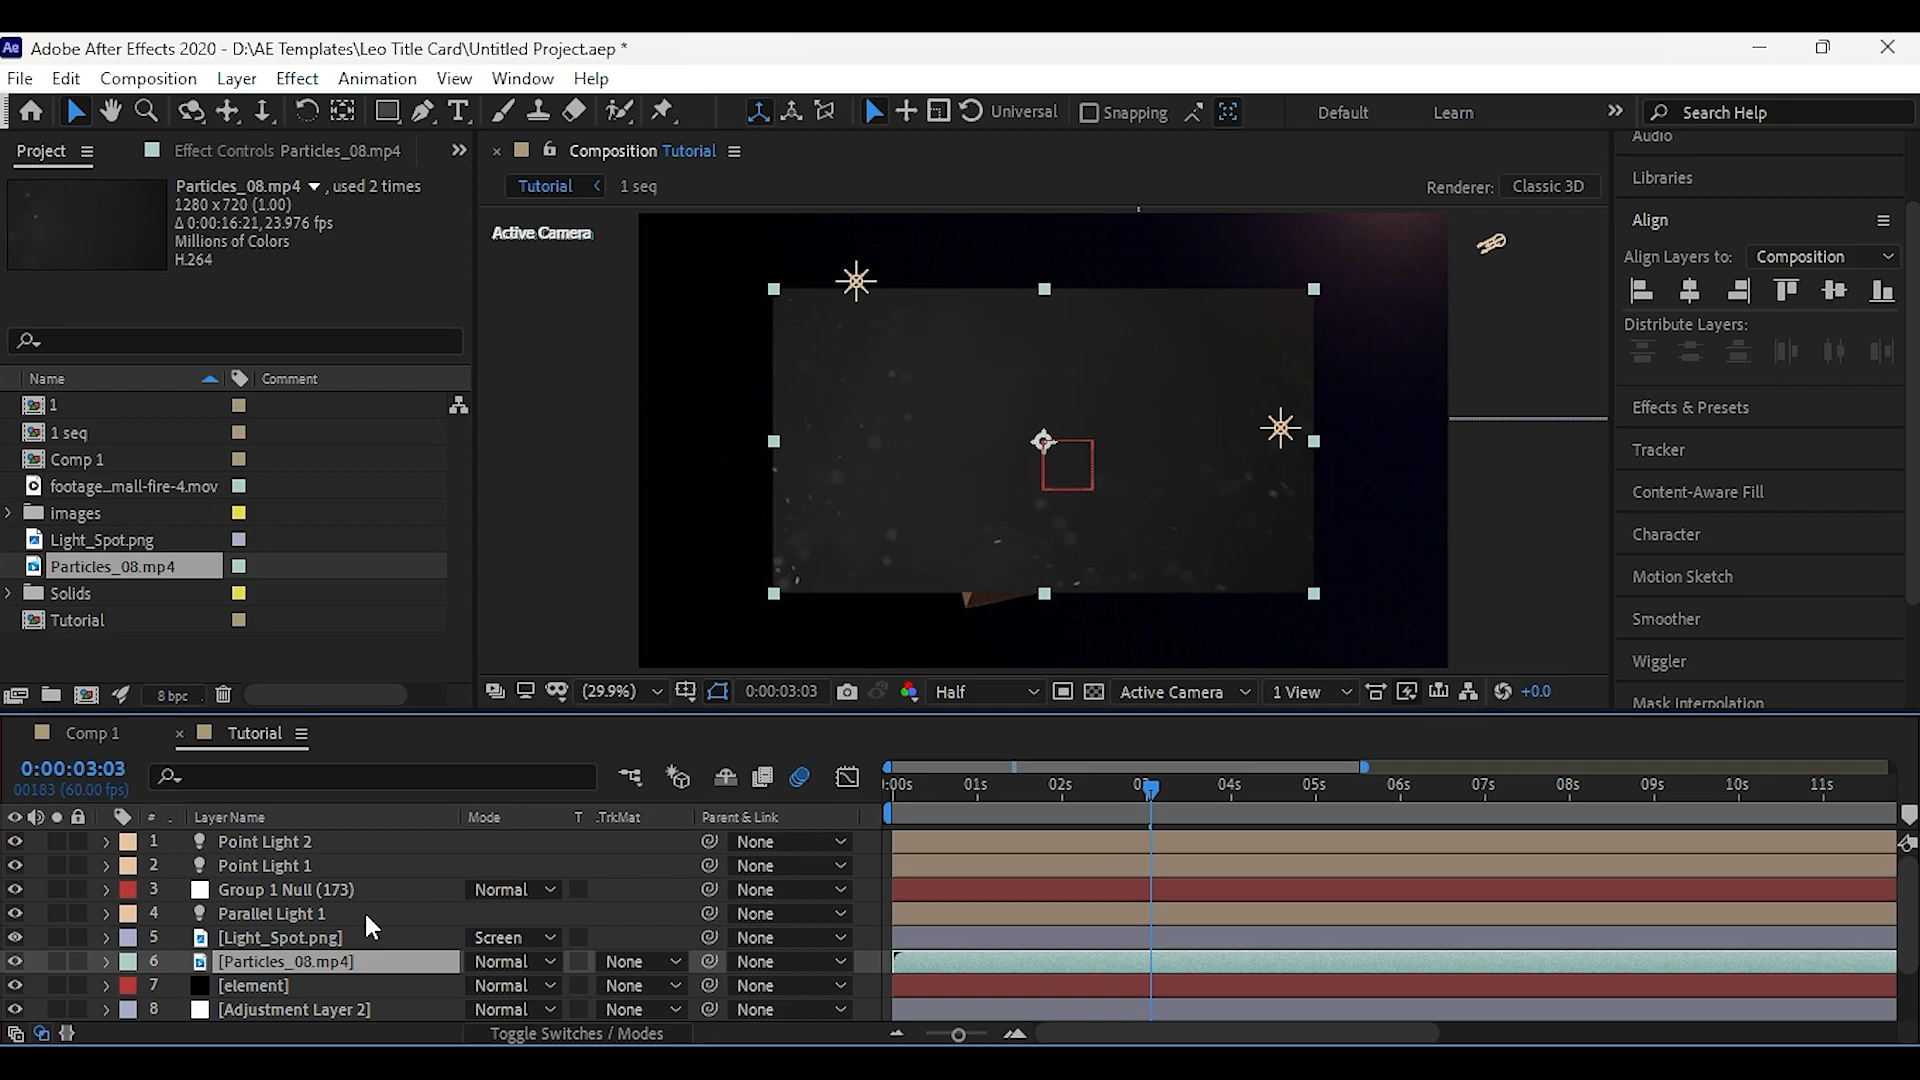 Ae Adobe After Effects 2020 - D:\AE Templates\Leo Title Card\Untitled Project.aep *
File Edit Composition Layer Effect Animation View Window Help
Universal Snapping Default Learn Search Help
Project Effect Controls Particles_08.mp4
Particles_08.mp4 , used 2 times
1280 x 720 (1.00)
Δ 0:00:16:21, 23.976 fps
Millions of Colors
H.264
Name Comment
1
1 seq
Comp 1
footage...mall-fire-4.mov
images
Light_Spot.png
Particles_08.mp4
Solids
Tutorial
8 bpc
Composition Tutorial
Tutorial 1 seq Renderer: Classic 3D
Active Camera
(29.9%) 0:00:03:03 Half Active Camera 1 View +0.0
Audio
Libraries
Align
Align Layers to: Composition
Distribute Layers:
Effects & Presets
Tracker
Content-Aware Fill
Character
Motion Sketch
Smoother
Wiggler
Mask Interpolation
Comp 1 Tutorial
0:00:03:03
00183 (60.00 fps)
:00s 01s 02s 03 04s 05s 06s 07s 08s 09s 10s 11s
# Layer Name Mode T .TrkMat Parent & Link
1 Point Light 2 None
2 Point Light 1 None
3 Group 1 Null (173) Normal None
4 Parallel Light 1 None
5 [Light_Spot.png] Screen None
6 [Particles_08.mp4] Normal None None
7 [element] Normal None None
8 [Adjustment Layer 2] Normal None None
Toggle Switches / Modes